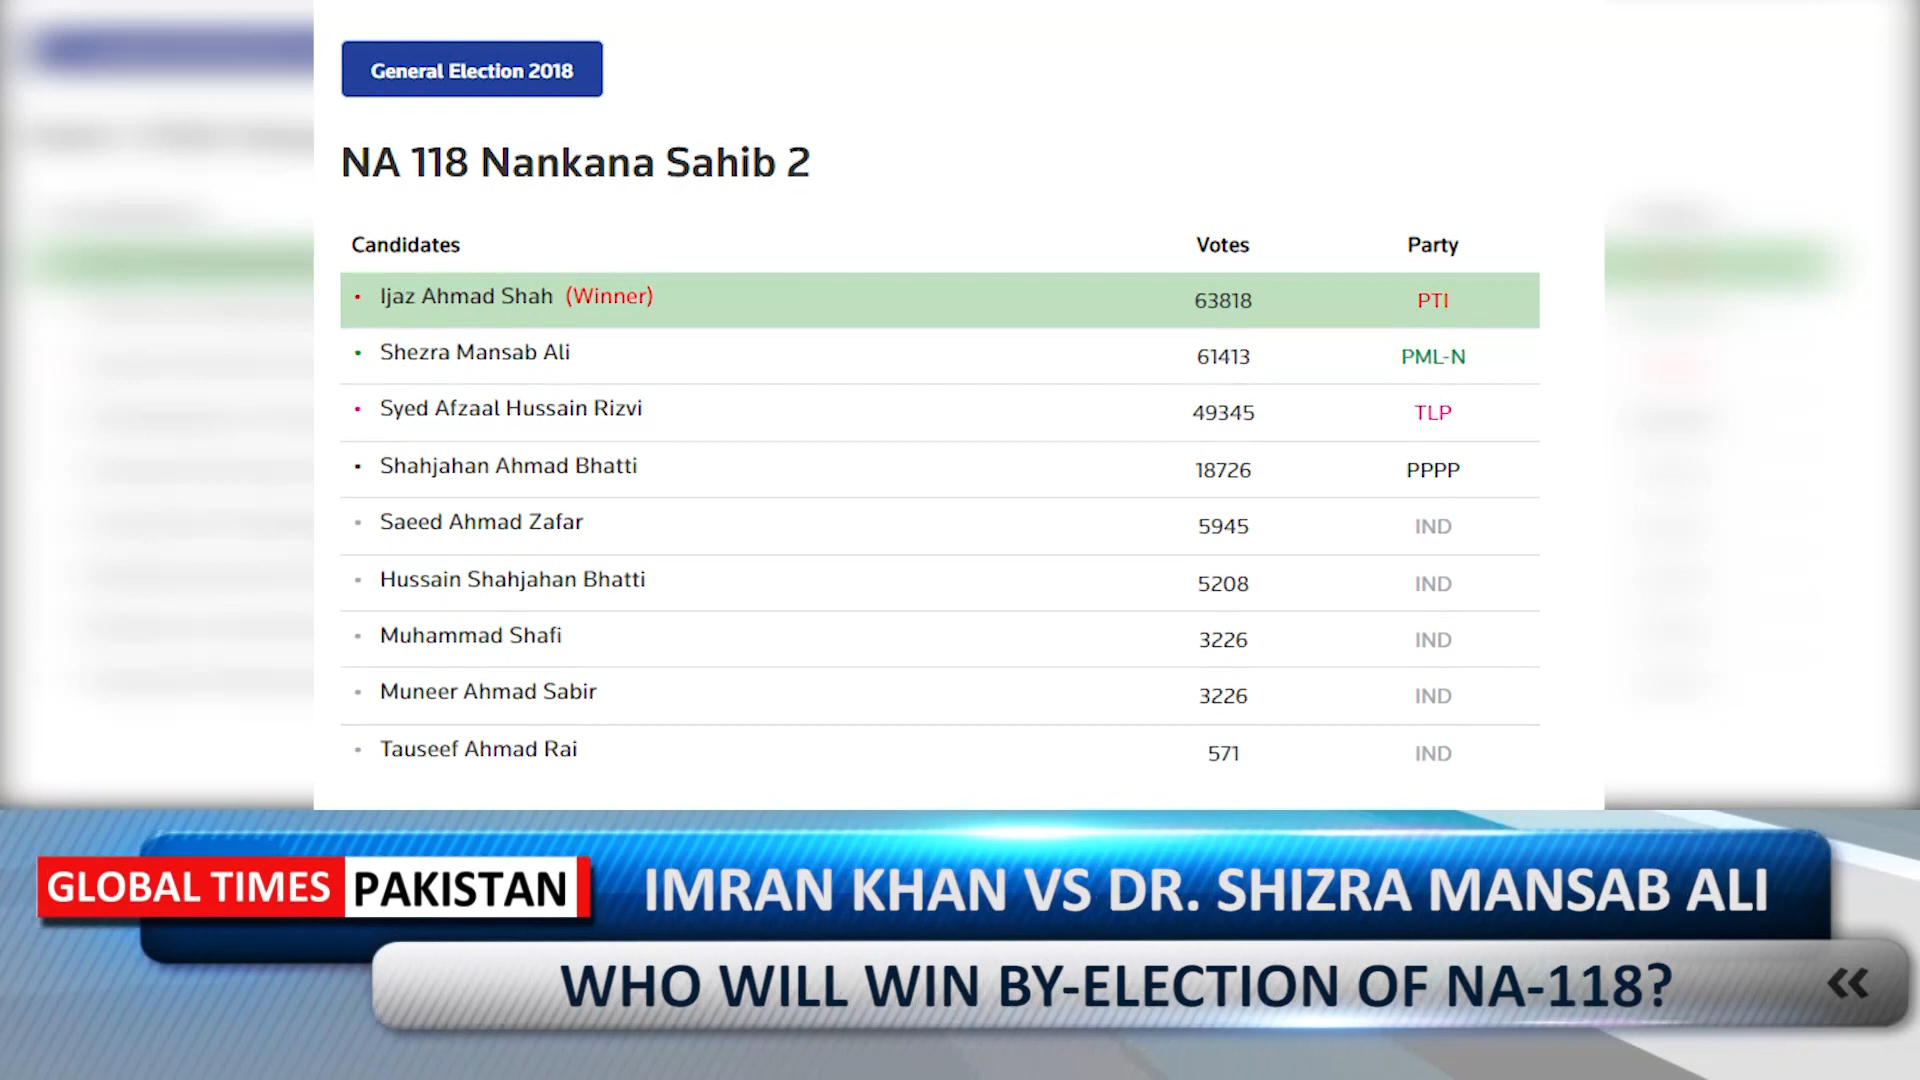 General Election 2018
NA 118 Nankana Sahib 2
Candidates Votes Party
Ijaz Ahmad Shah (Winner) 63818 PTI
Shezra Mansab Ali 61413 PML-N
Syed Afzaal Hussain Rizvi 49345 TLP
Shahjahan Ahmad Bhatti 18726 PPPP
Saeed Ahmad Zafar 5945 IND
Hussain Shahjahan Bhatti 5208 IND
Muhammad Shafi 3226 IND
Muneer Ahmad Sabir 3226 IND
Tauseef Ahmad Rai 571 IND
GLOBAL TIMES PAKISTAN
IMRAN KHAN VS DR. SHIZRA MANSAB ALI
WHO WILL WIN BY-ELECTION OF NA-118?